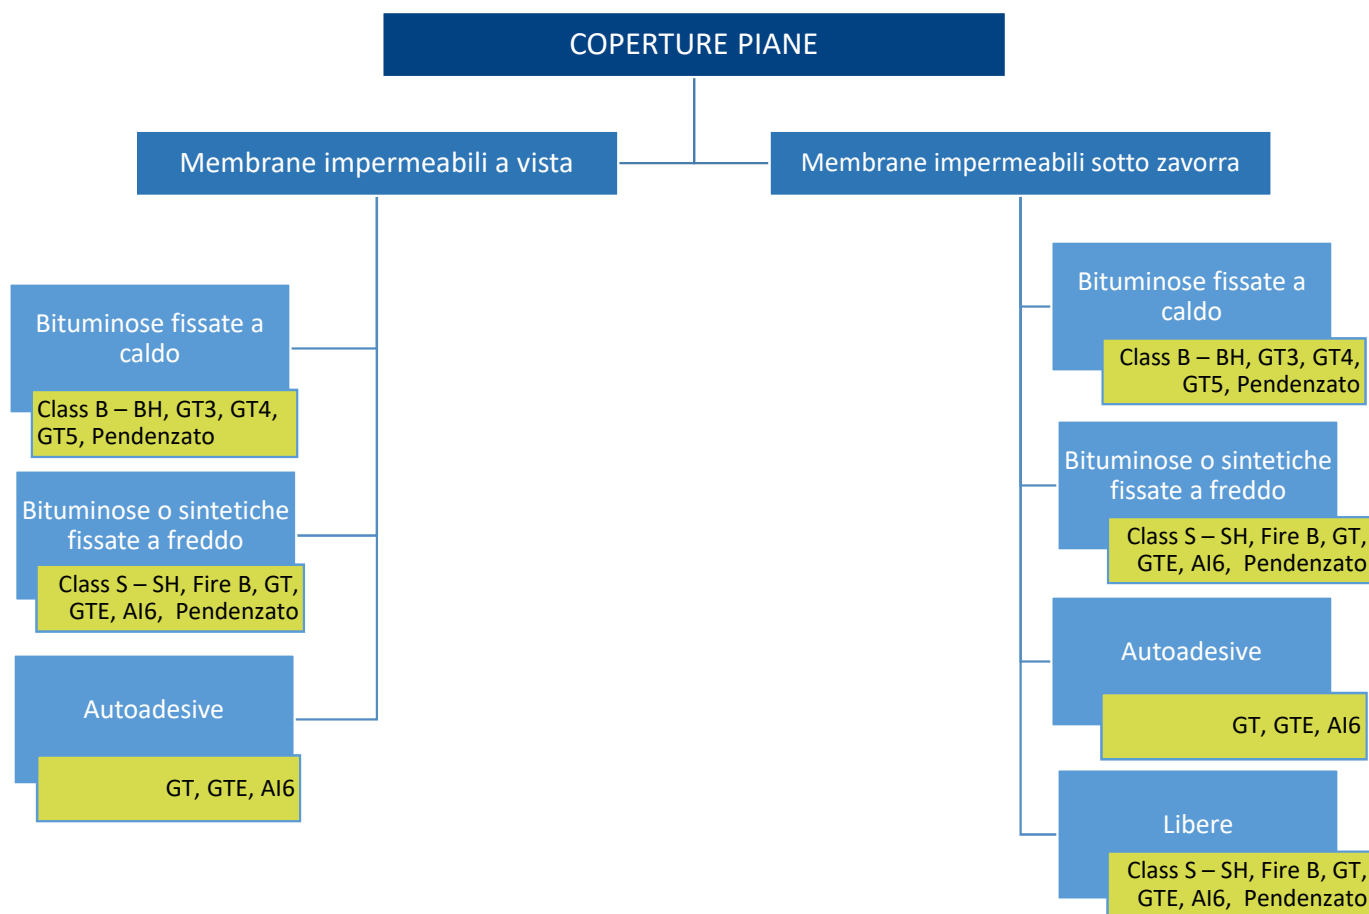 COPERTURE PIANE
Membrane impermeabili a vista
Bituminose fissate a
caldo
Class B – BH, GT3, GT4,
GT5, Pendenzato
Bituminose o sintetiche
fissate a freddo
Class S – SH, Fire B, GT,
GTE, AI6,  Pendenzato
Autoadesive
GT, GTE, AI6
Membrane impermeabili sotto zavorra
Bituminose fissate a
caldo
Class B – BH, GT3, GT4,
GT5, Pendenzato
Bituminose o sintetiche
fissate a freddo
Class S – SH, Fire B, GT,
GTE, AI6,  Pendenzato
Autoadesive
GT, GTE, AI6
Libere
Class S – SH, Fire B, GT,
GTE, AI6,  Pendenzato